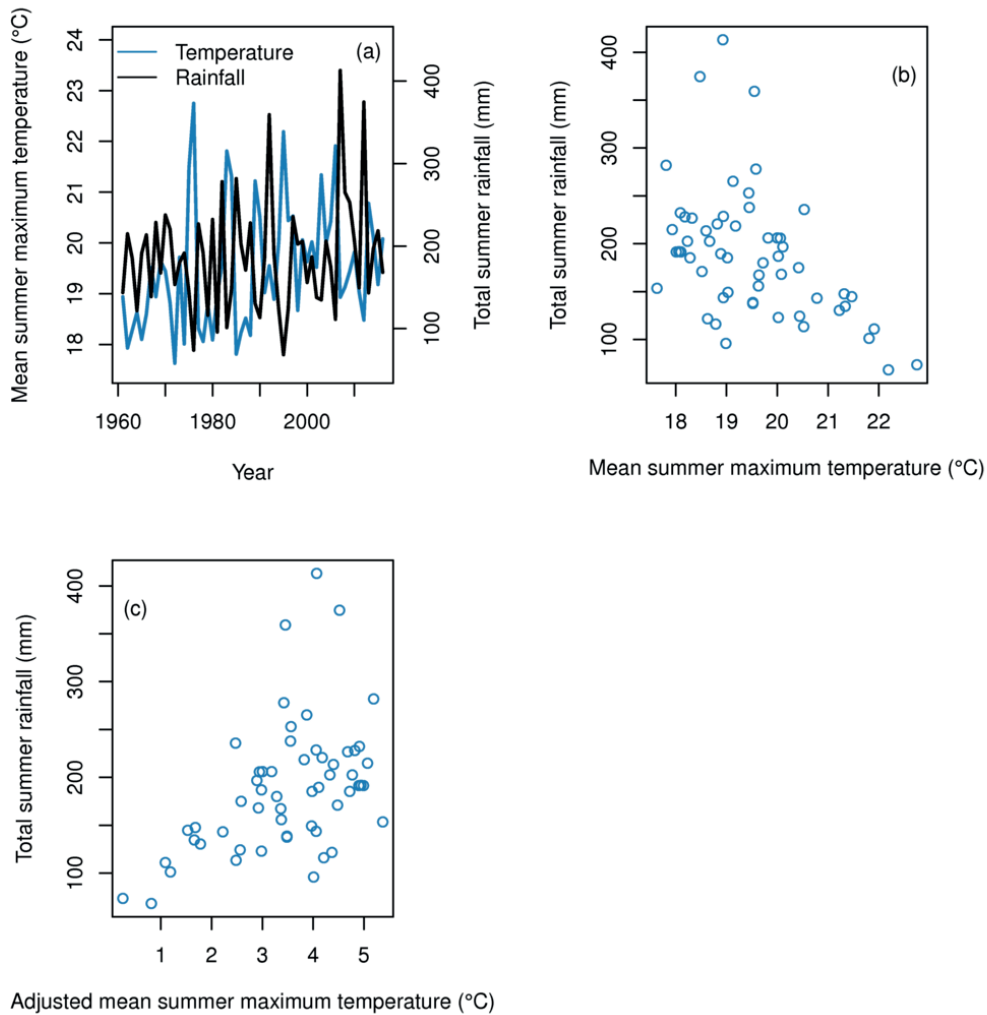 Mean summer maximum temperature (°C)
24
23
22
21
20
19
18
Temperature
Rainfall
(a)
400
300
200
100
Total summer rainfall (mm)
1960 1980 2000
Year
Total summer rainfall (mm)
400
300
200
100
(b)
18 19 20 21 22
Mean summer maximum temperature (°C)
Total summer rainfall (mm)
400
300
200
100
(c)
1 2 3 4 5
Adjusted mean summer maximum temperature (°C)